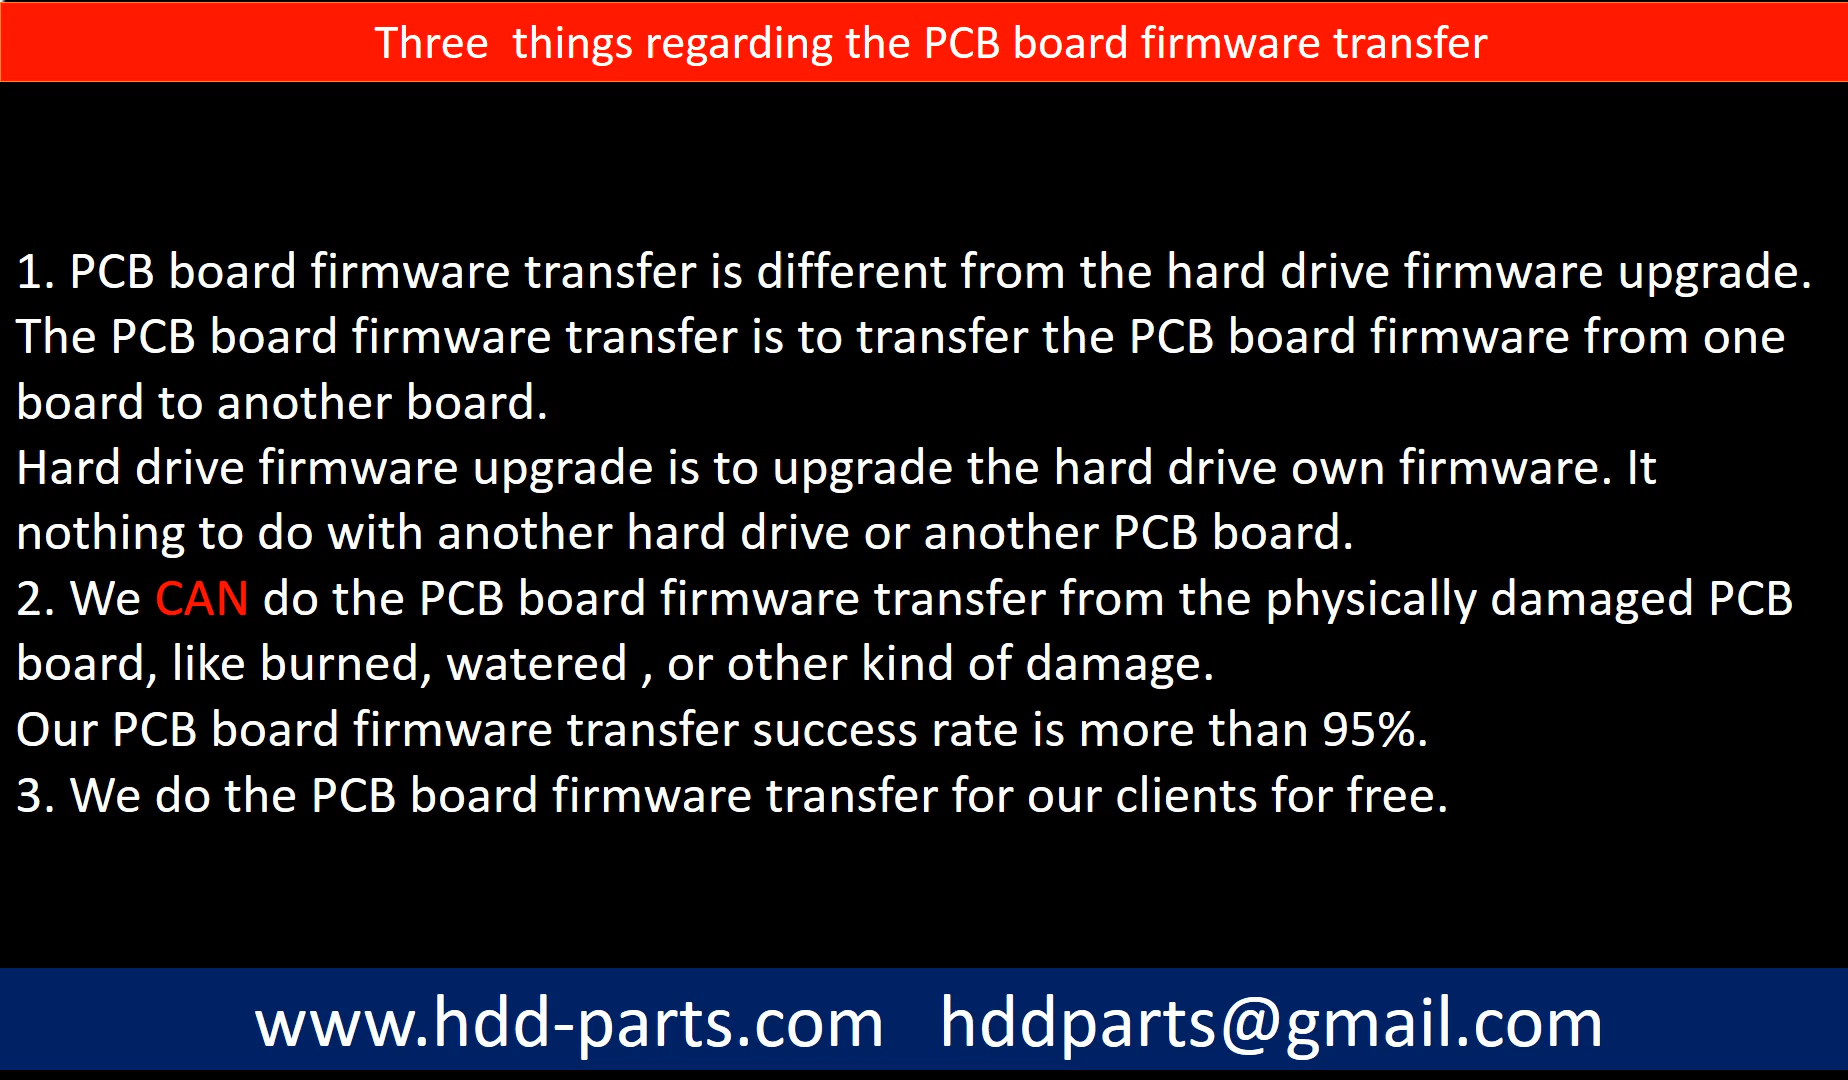 Three  things regarding the PCB board firmware transfer
1. PCB board firmware transfer is different from the hard drive firmware upgrade.
The PCB board firmware transfer is to transfer the PCB board firmware from one
board to another board.
Hard drive firmware upgrade is to upgrade the hard drive own firmware. It
nothing to do with another hard drive or another PCB board.
2. We CAN do the PCB board firmware transfer from the physically damaged PCB
board, like burned, watered , or other kind of damage.
Our PCB board firmware transfer success rate is more than 95%.
3. We do the PCB board firmware transfer for our clients for free.
www.hdd-parts.com   hddparts@gmail.com